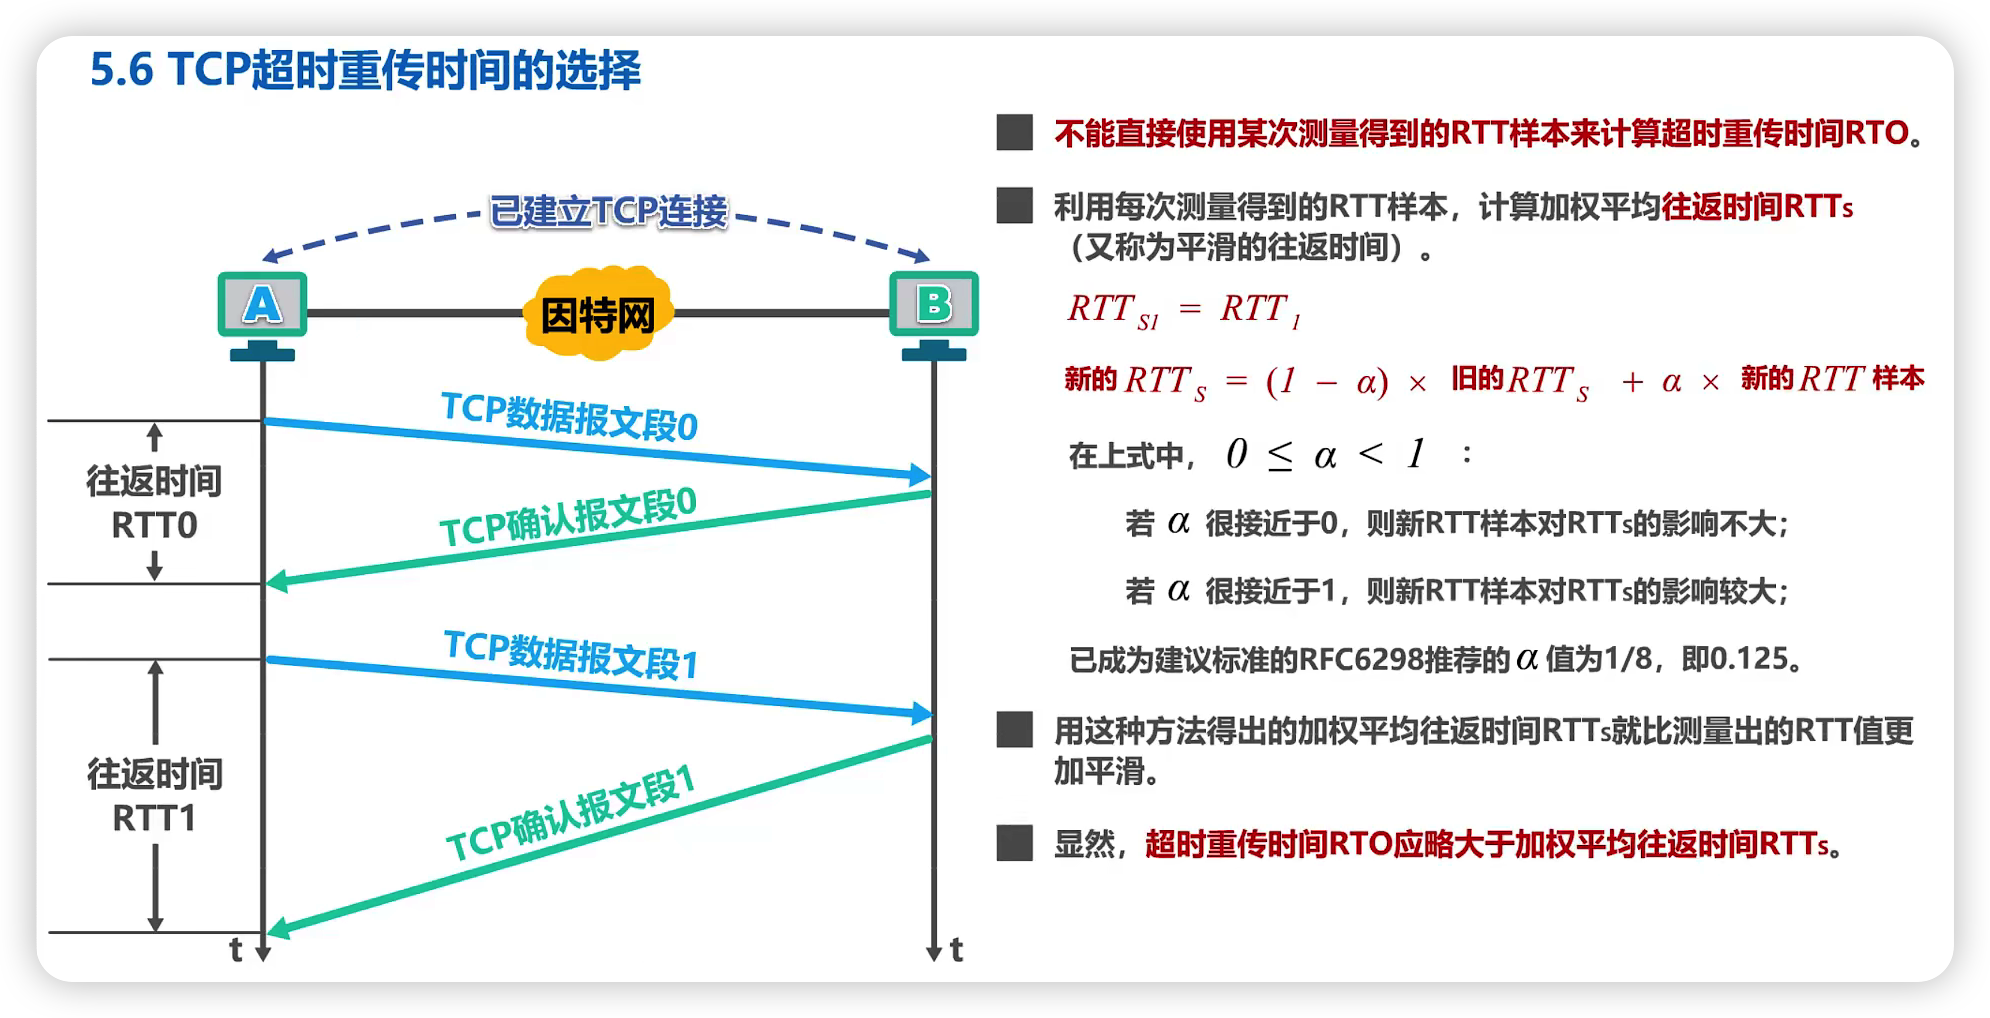 5.6 TCP超时重传时间的选择
已建立TCP连接
A
因特网
B
TCP数据报文段0
往返时间
RTT0
TCP确认报文段0
TCP数据报文段1
往返时间
RTT1
TCP确认报文段1
t
t
不能直接使用某次测量得到的RTT样本来计算超时重传时间RTO。
利用每次测量得到的RTT样本，计算加权平均往返时间RTTs
（又称为平滑的往返时间）。
RTT S1 = RTT 1
新的 RTT S = (1 − α) × 旧的 RTT S + α × 新的 RTT 样本
在上式中， 0 ≤ α < 1 ：
若 α 很接近于0，则新RTT样本对RTTs的影响不大；
若 α 很接近于1，则新RTT样本对RTTs的影响较大；
已成为建议标准的RFC6298推荐的 α 值为1/8，即0.125。
用这种方法得出的加权平均往返时间RTTs就比测量出的RTT值更
加平滑。
显然，超时重传时间RTO应略大于加权平均往返时间RTTs。